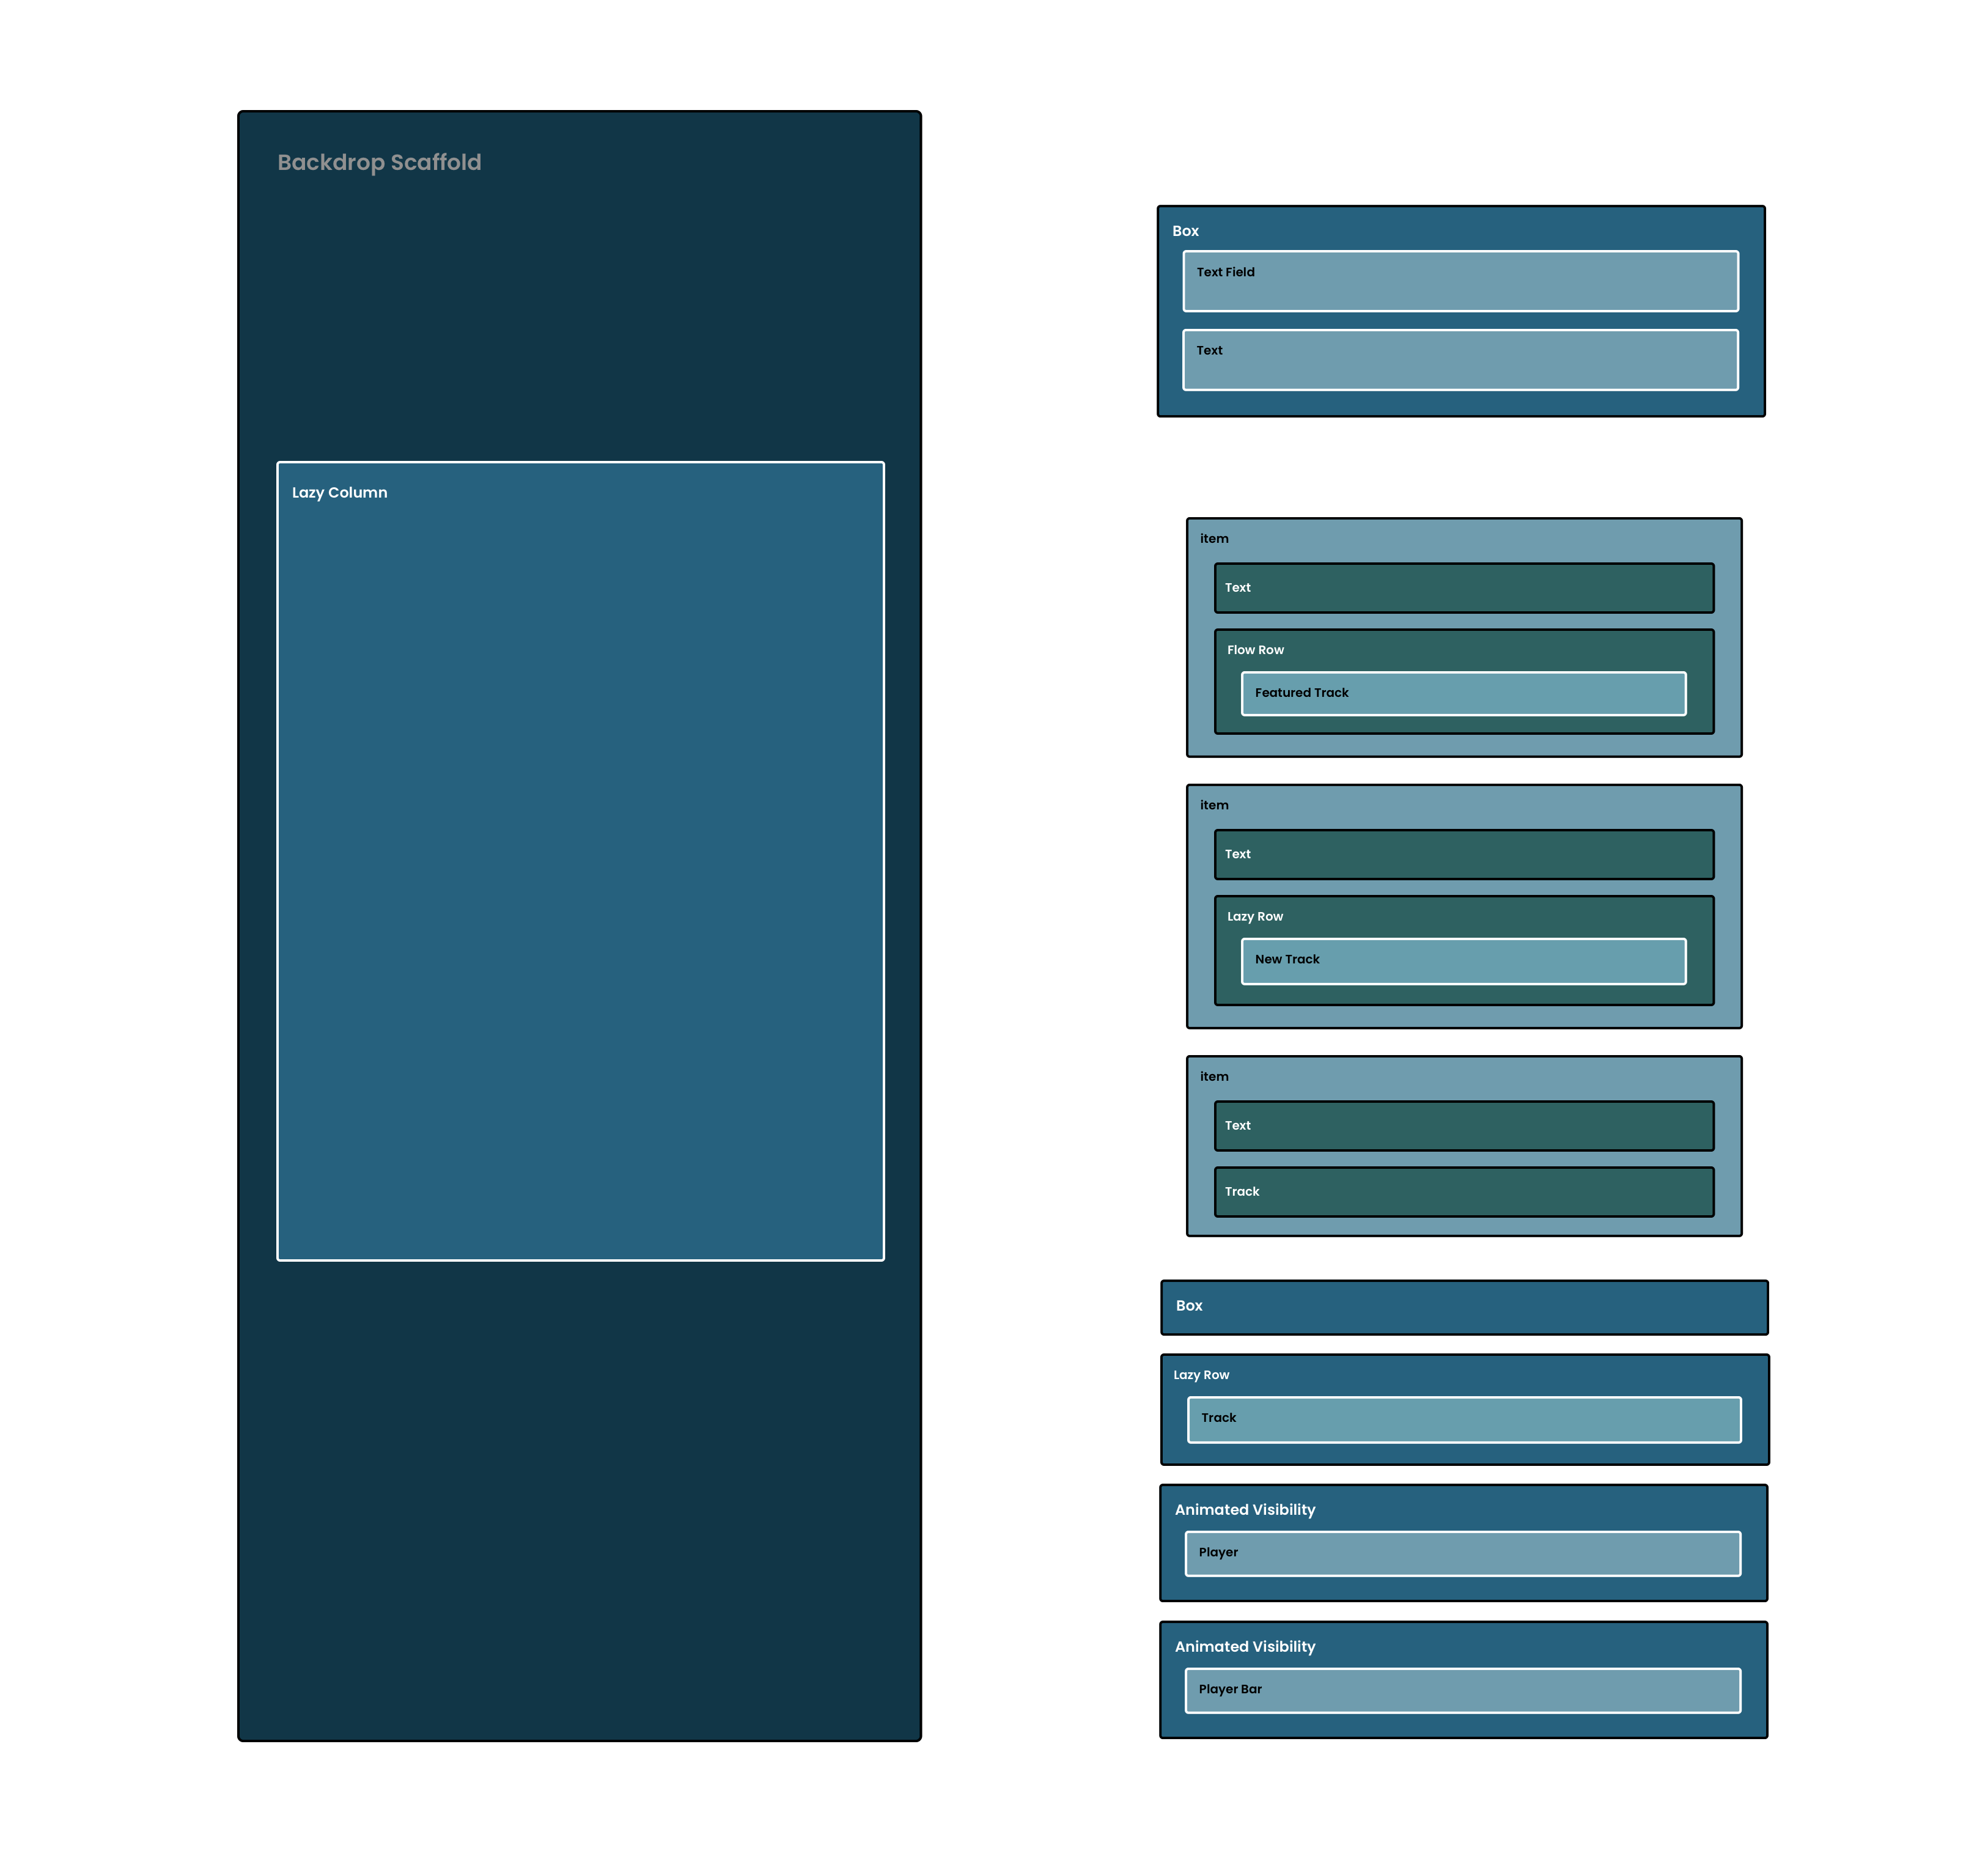 Backdrop Scaffold
Lazy Column
Box
Text Field
Text
item
Text
Flow Row
Featured Track
item
Text
Lazy Row
New Track
item
Text
Track
Box
Lazy Row
Track
Animated Visibility
Player
Animated Visibility
Player Bar